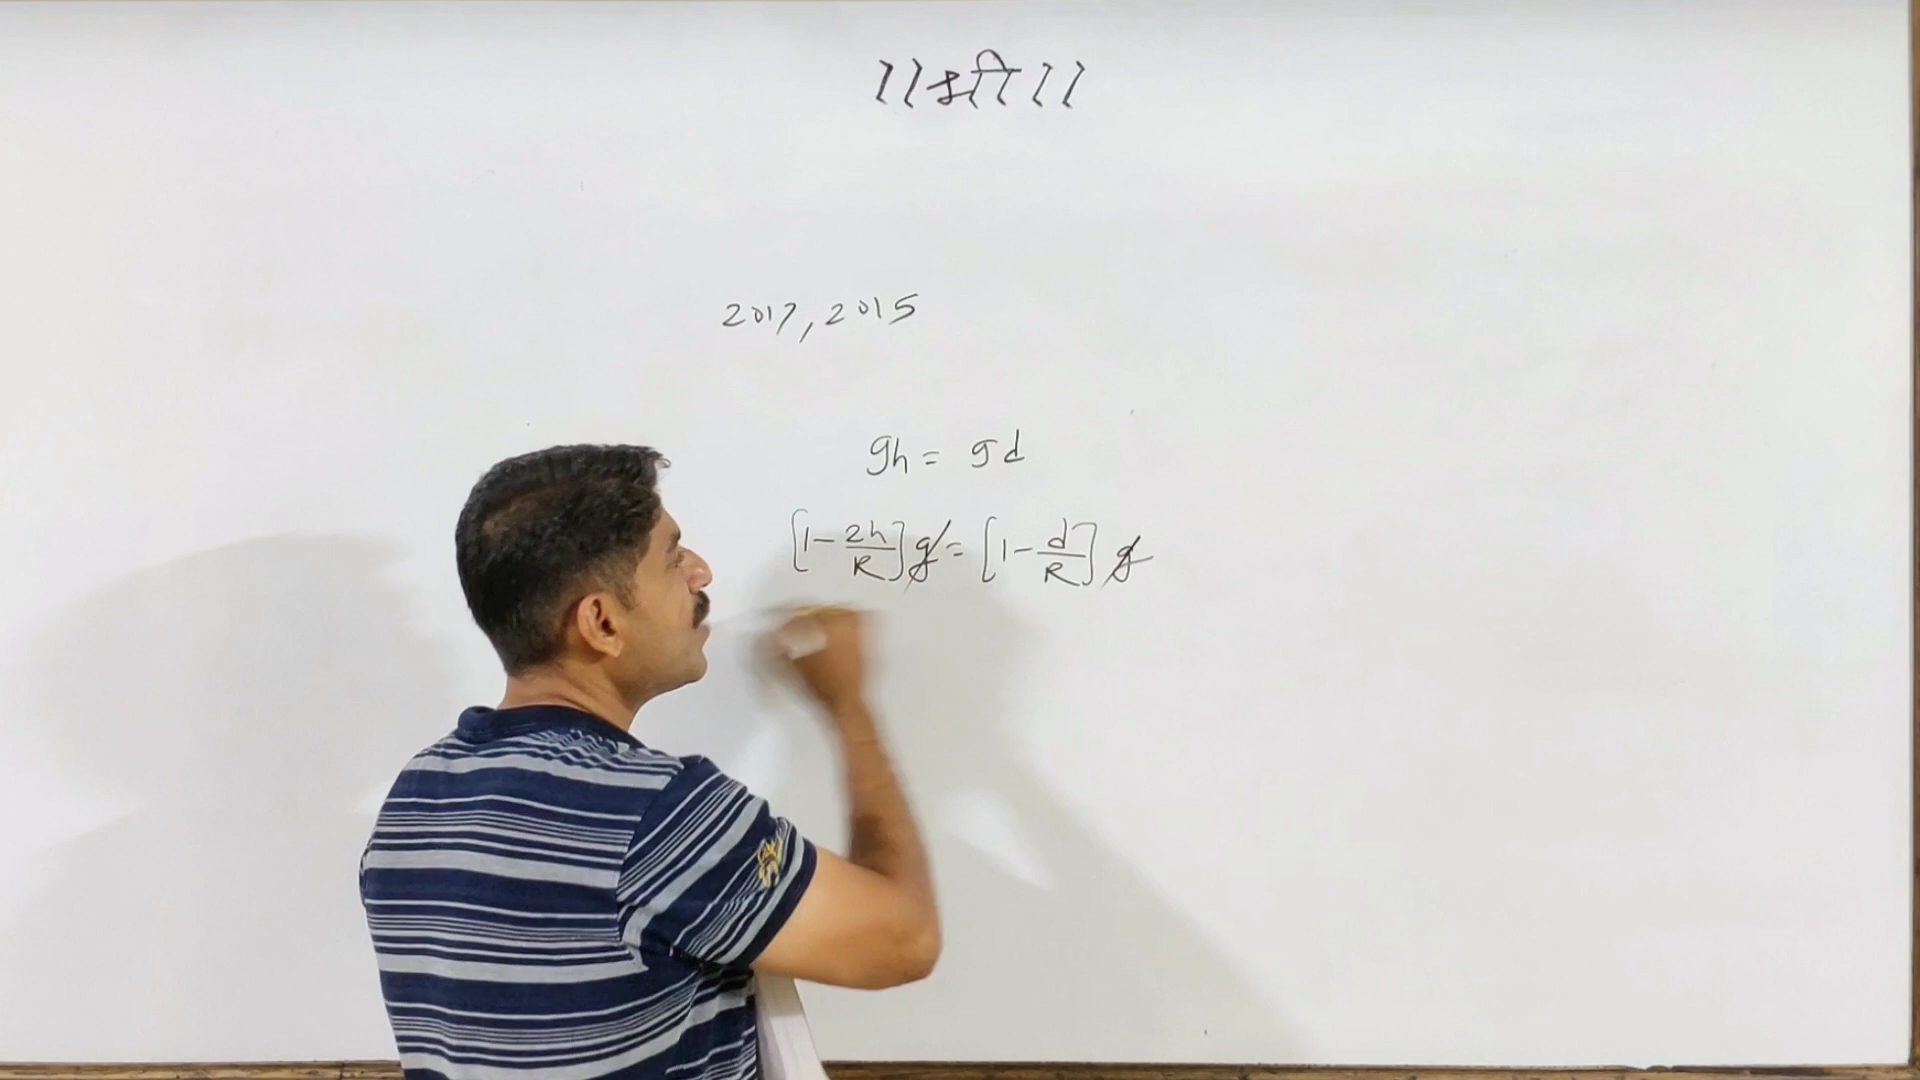 ॥श्री॥
2017, 2015
gh = gd
[1-2h/R]g = [1-d/R]g